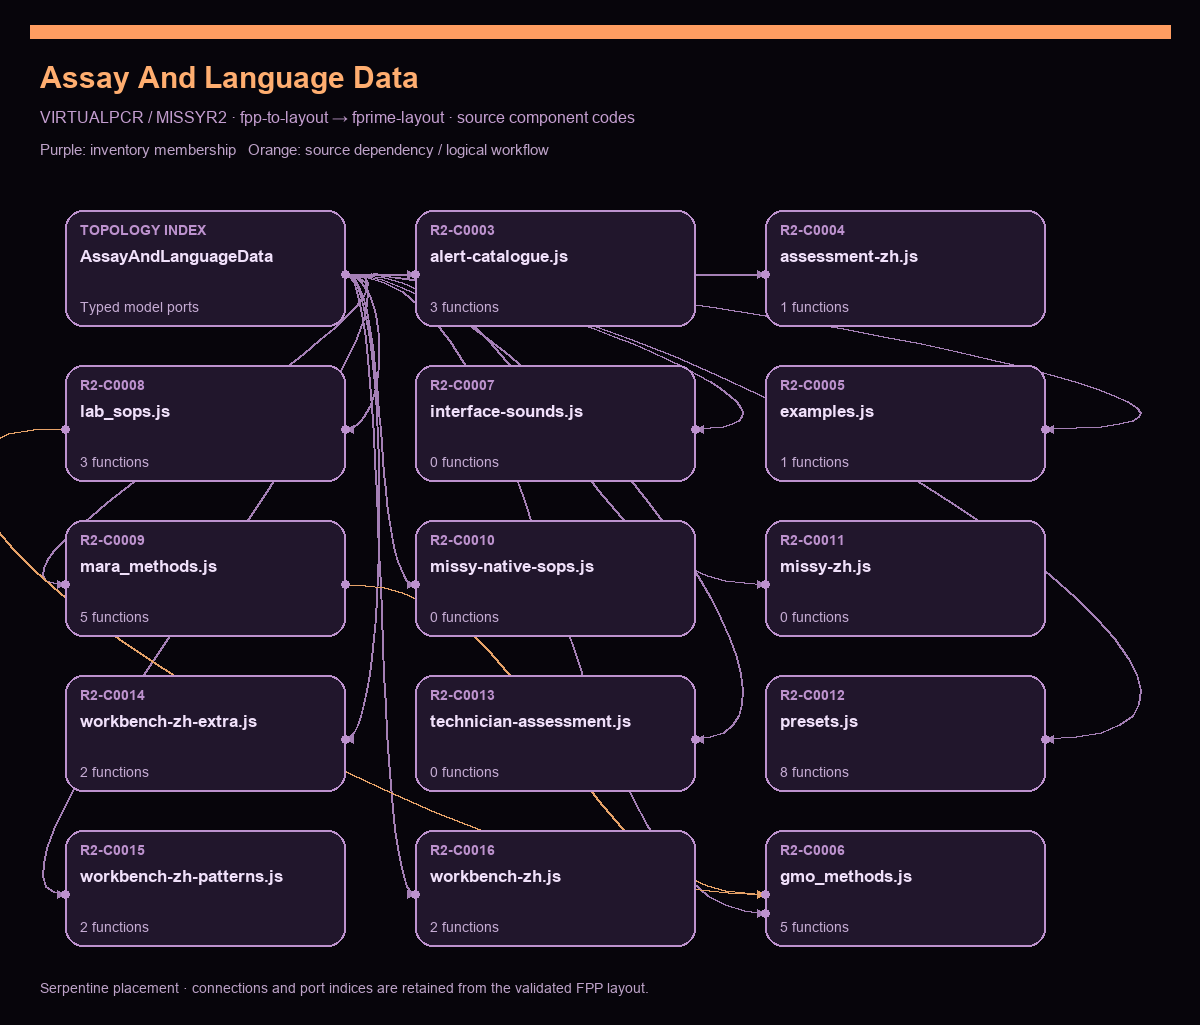 Assay And Language Data
VIRTUALPCR / MISSYR2 · fpp-to-layout → fprime-layout · source component codes
Purple: inventory membership Orange: source dependency / logical workflow
TOPOLOGY INDEX
AssayAndLanguageData
Typed model ports
R2-C0003
alert-catalogue.js
3 functions
R2-C0004
assessment-zh.js
1 functions
R2-C0008
lab_sops.js
3 functions
R2-C0007
interface-sounds.js
0 functions
R2-C0005
examples.js
1 functions
R2-C0009
mara_methods.js
5 functions
R2-C0010
missy-native-sops.js
0 functions
R2-C0011
missy-zh.js
0 functions
R2-C0014
workbench-zh-extra.js
2 functions
R2-C0013
technician-assessment.js
0 functions
R2-C0012
presets.js
8 functions
R2-C0015
workbench-zh-patterns.js
2 functions
R2-C0016
workbench-zh.js
2 functions
R2-C0006
gmo_methods.js
5 functions
Serpentine placement · connections and port indices are retained from the validated FPP layout.